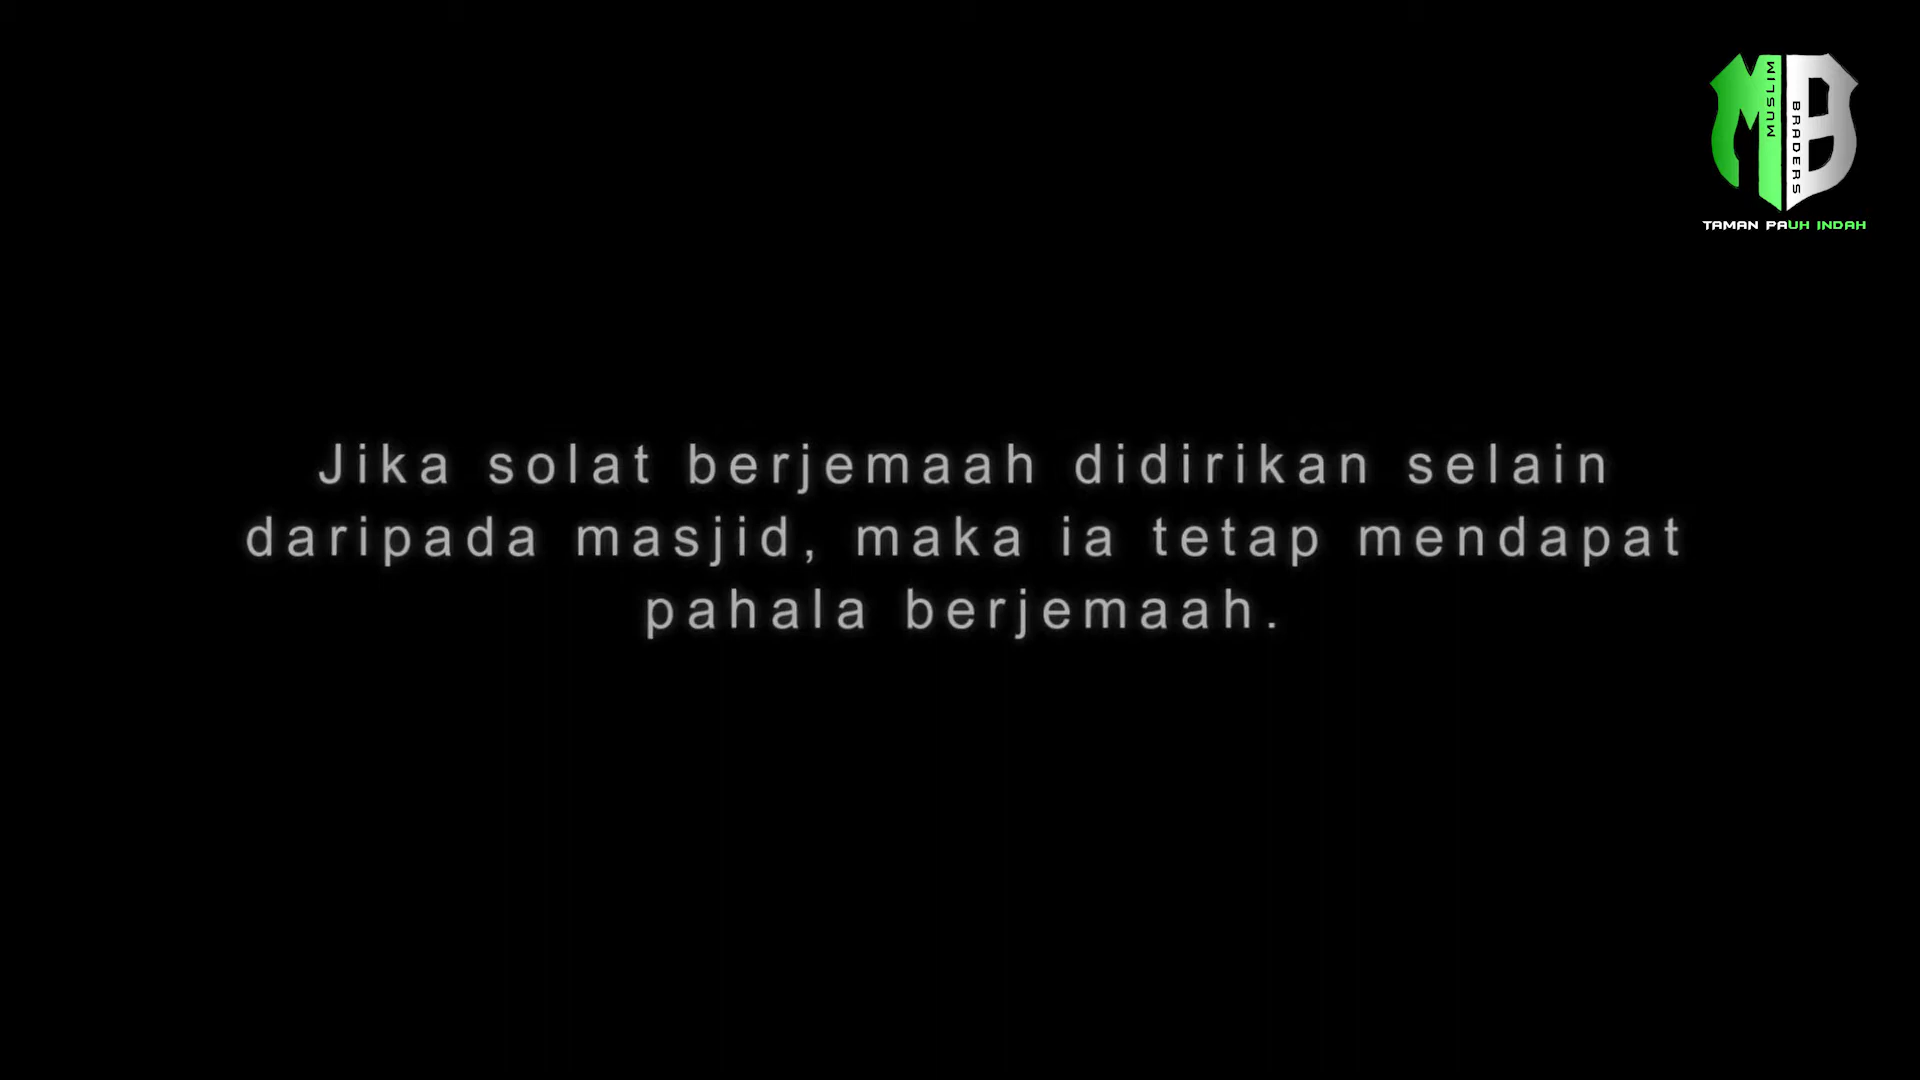 MUSLIM
BRADERS
TAMAN PAUH INDAH
Jika solat berjemaah didirikan selain
daripada masjid, maka ia tetap mendapat
pahala berjemaah.